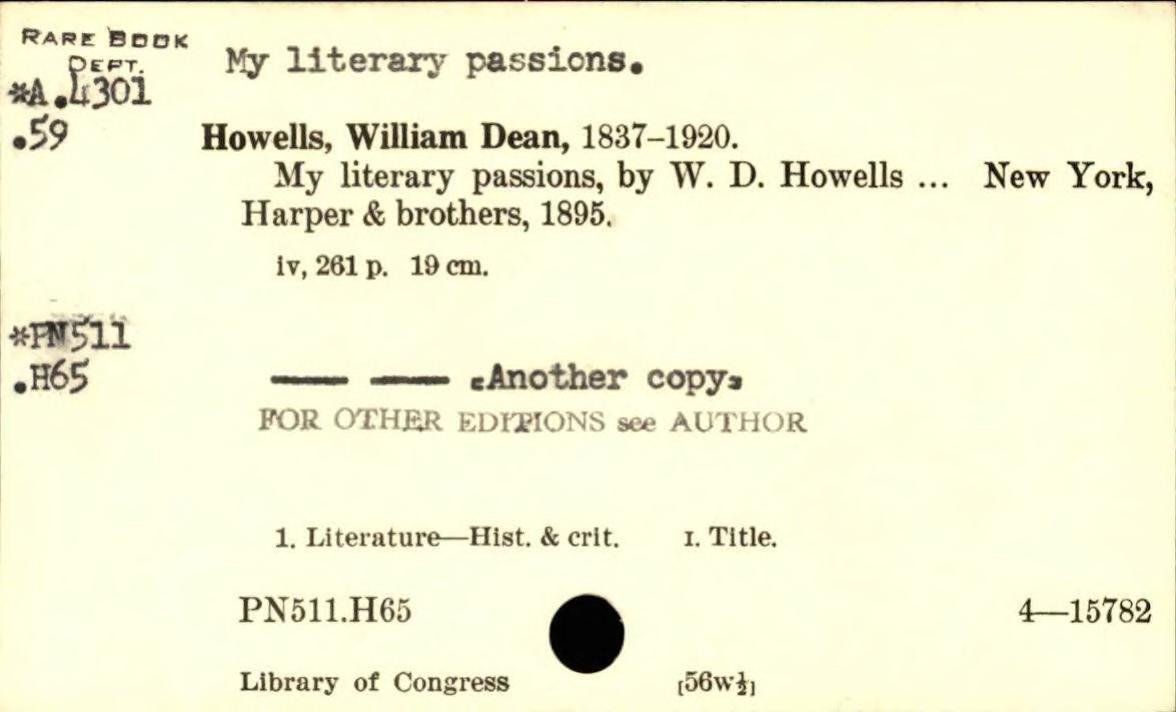 RARE BOOK
DEPT.
*A.4301
.59
My literary passions.
Howells, William Dean, 1837–1920.
My literary passions, by W. D. Howells ... New York,
Harper & brothers, 1895.
iv, 261 p. 19 cm.
*PN511
.H65
—— —— [Another copy]
FOR OTHER EDITIONS see AUTHOR
1. Literature—Hist. & crit. I. Title.
PN511.H65 4—15782
Library of Congress [56w½]